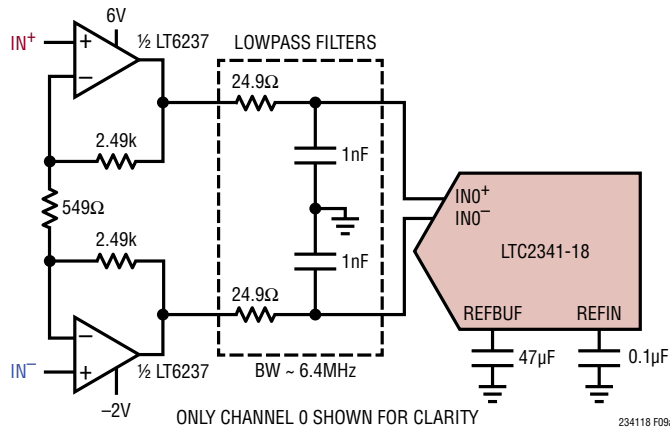 6V
IN+
+
½ LT6237
LOWPASS FILTERS
–
24.9Ω
2.49k
1nF
549Ω
IN0+
IN0–
2.49k
LTC2341-18
1nF
24.9Ω
REFBUF REFIN
–
+
IN–
½ LT6237
BW ~ 6.4MHz
47µF
0.1µF
–2V
ONLY CHANNEL 0 SHOWN FOR CLARITY